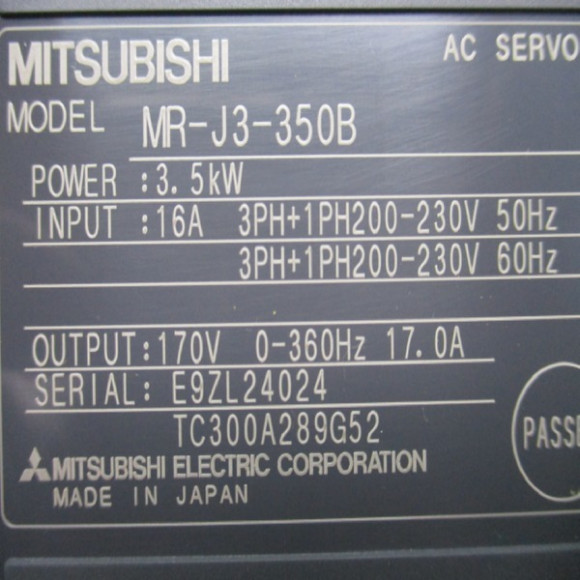 MITSUBISHI AC SERVO
MODEL MR-J3-350B
POWER :3.5kW
INPUT :16A 3PH+1PH200-230V 50Hz
3PH+1PH200-230V 60Hz
OUTPUT:170V 0-360Hz 17.0A
SERIAL: E9ZL24024
TC300A289G52
PASSE
MITSUBISHI ELECTRIC CORPORATION
MADE IN JAPAN